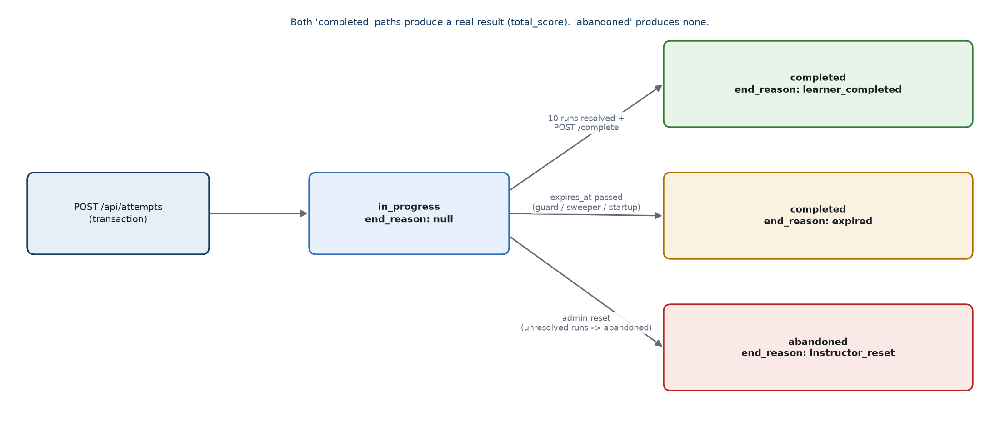 Both 'completed' paths produce a real result (total_score). 'abandoned' produces none.
POST /api/attempts
(transaction)
in_progress
end_reason: null
10 runs resolved +
POST /complete
completed
end_reason: learner_completed
expires_at passed
(guard / sweeper / startup)
completed
end_reason: expired
admin reset
(unresolved runs -> abandoned)
abandoned
end_reason: instructor_reset